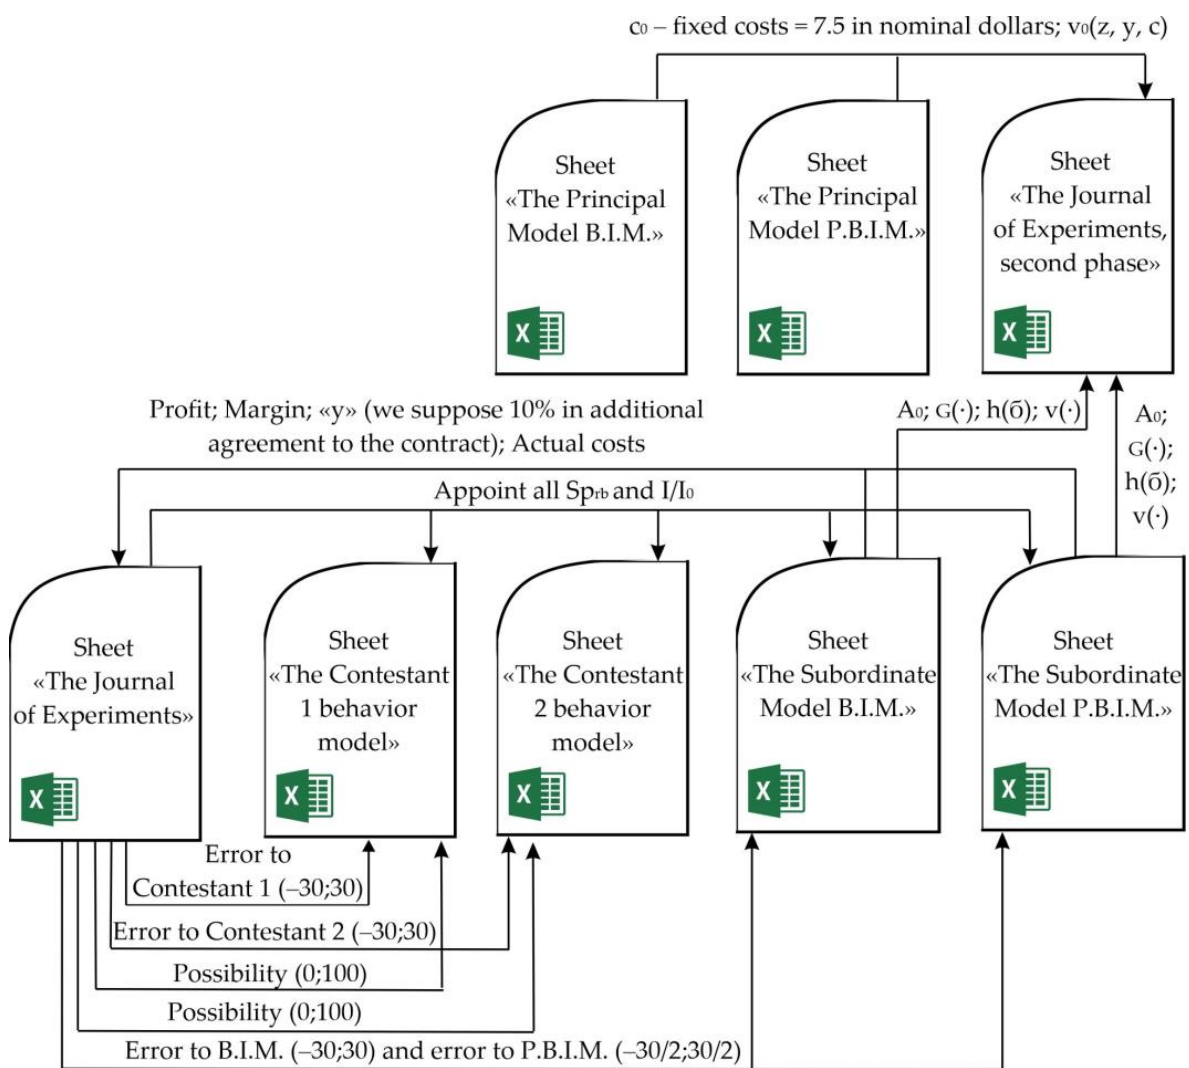 c₀ – fixed costs = 7.5 in nominal dollars; v₀(z, y, c)
Sheet
«The Principal
Model B.I.M.»
X
Sheet
«The Principal
Model P.B.I.M.»
X
Sheet
«The Journal
of Experiments,
second phase»
X
Profit; Margin; «y» (we suppose 10% in additional
agreement to the contract); Actual costs
A₀; G(·); h(б); v(·)
A₀;
G(·);
h(б);
v(·)
Appoint all Sp_rb and I/I₀
Sheet
«The Journal
of Experiments»
X
Sheet
«The Contestant
1 behavior
model»
X
Sheet
«The Contestant
2 behavior
model»
X
Sheet
«The Subordinate
Model B.I.M.»
X
Sheet
«The Subordinate
Model P.B.I.M.»
X
Error to
Contestant 1 (–30;30)
Error to Contestant 2 (–30;30)
Possibility (0;100)
Possibility (0;100)
Error to B.I.M. (–30;30) and error to P.B.I.M. (–30/2;30/2)